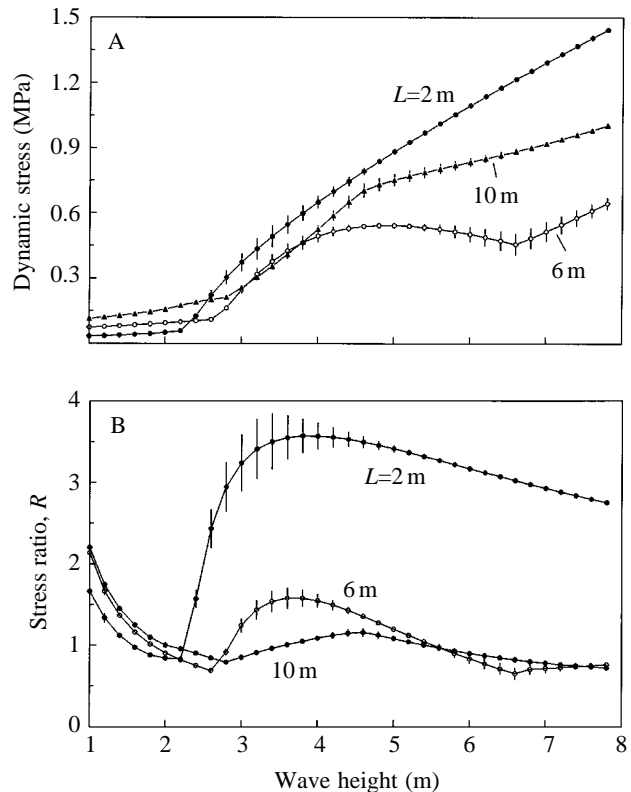 A
1.5
1.2
0.9
0.6
0.3
Dynamic stress (MPa)
L=2 m
10 m
6 m
B
4
3
2
1
0
Stress ratio, R
L=2 m
6 m
10 m
1 2 3 4 5 6 7 8
Wave height (m)